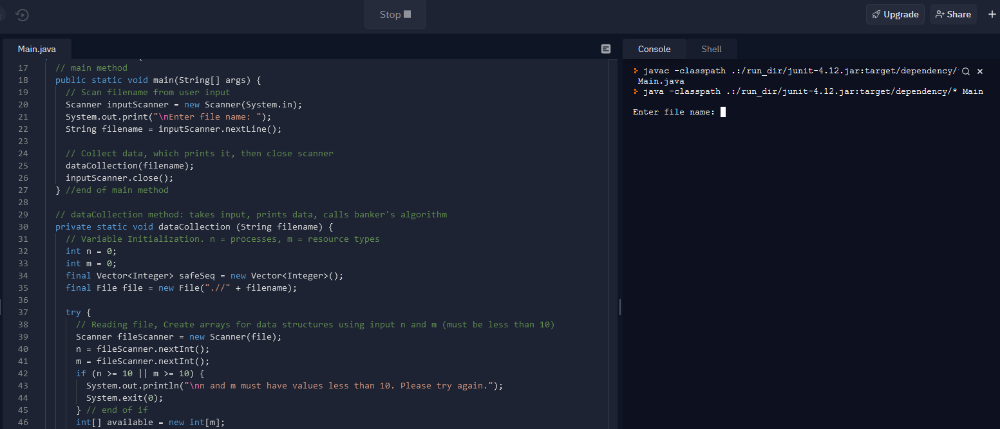 Stop
Upgrade
Share
Main.java
17 // main method
18 public static void main(String[] args) {
19 // Scan filename from user input
20 Scanner inputScanner = new Scanner(System.in);
21 System.out.print("\nEnter file name: ");
22 String filename = inputScanner.nextLine();
23
24 // Collect data, which prints it, then close scanner
25 dataCollection(filename);
26 inputScanner.close();
27 } //end of main method
28
29 // dataCollection method: takes input, prints data, calls banker's algorithm
30 private static void dataCollection (String filename) {
31 // Variable Initialization. n = processes, m = resource types
32 int n = 0;
33 int m = 0;
34 final Vector<Integer> safeSeq = new Vector<Integer>();
35 final File file = new File(".//" + filename);
36
37 try {
38 // Reading file, Create arrays for data structures using input n and m (must be less than 10)
39 Scanner fileScanner = new Scanner(file);
40 n = fileScanner.nextInt();
41 m = fileScanner.nextInt();
42 if (n >= 10 || m >= 10) {
43 System.out.println("\nn and m must have values less than 10. Please try again.");
44 System.exit(0);
45 } // end of if
46 int[] available = new int[m];
Console Shell
javac -classpath .:/run_dir/junit-4.12.jar:target/dependency/
Main.java
java -classpath .:/run_dir/junit-4.12.jar:target/dependency/* Main
Enter file name: